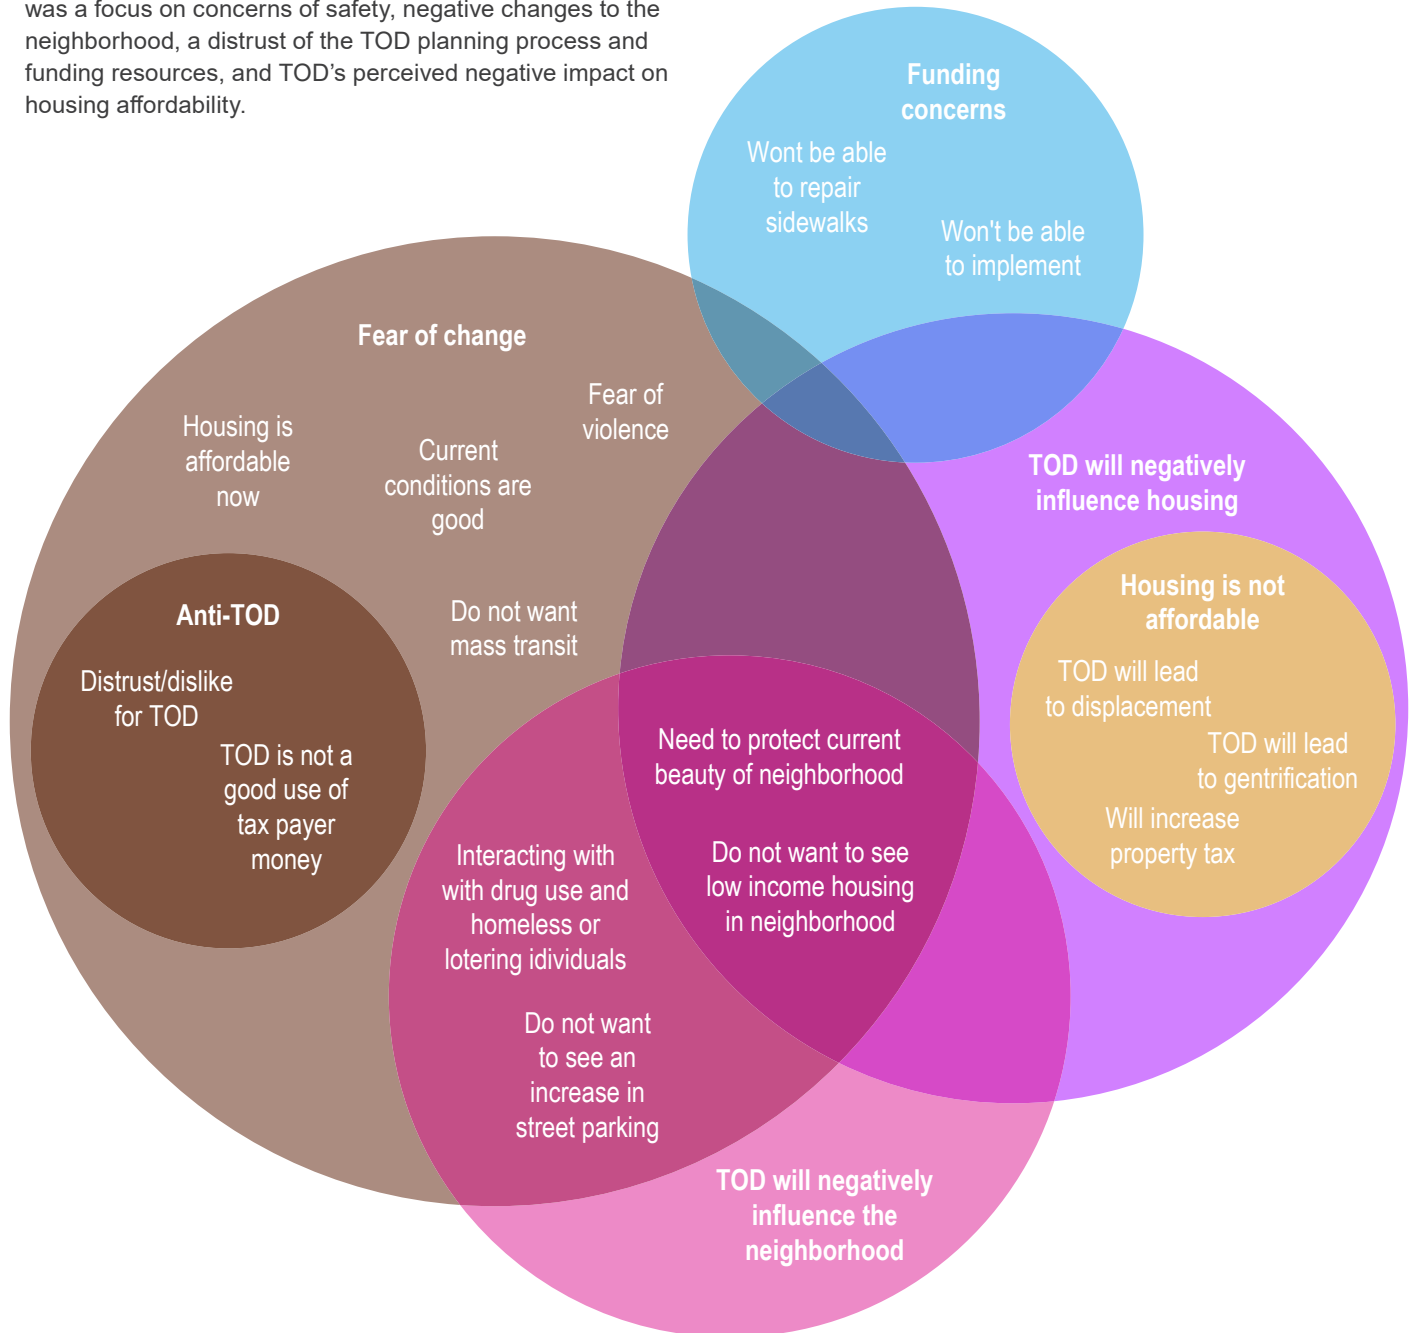 was a focus on concerns of safety, negative changes to the
neighborhood, a distrust of the TOD planning process and
funding resources, and TOD’s perceived negative impact on
housing affordability.
Funding
concerns
Wont be able
to repair
sidewalks
Won't be able
to implement
Fear of change
Fear of
violence
Housing is
affordable
now
Current
conditions are
good
Do not want
mass transit
Anti-TOD
Distrust/dislike
for TOD
TOD is not a
good use of
tax payer
money
TOD will negatively
influence housing
Housing is not
affordable
TOD will lead
to displacement
TOD will lead
to gentrification
Will increase
property tax
Need to protect current
beauty of neighborhood
Do not want to see
low income housing
in neighborhood
Interacting with
with drug use and
homeless or
lotering idividuals
Do not want
to see an
increase in
street parking
TOD will negatively
influence the
neighborhood